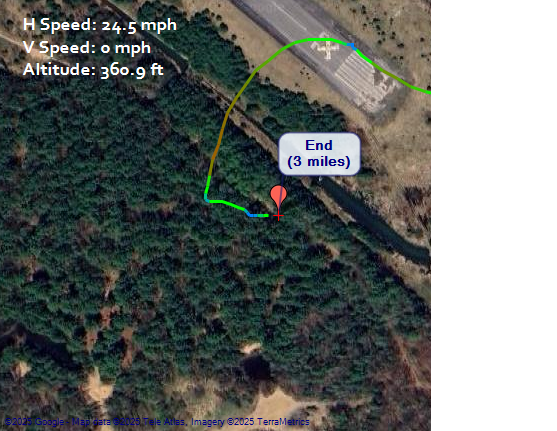 H Speed: 24.5 mph
V Speed: 0 mph
Altitude: 360.9 ft
End
(3 miles)
©2025 Google - Map data ©2025 Tele Atlas, Imagery ©2025 TerraMetrics